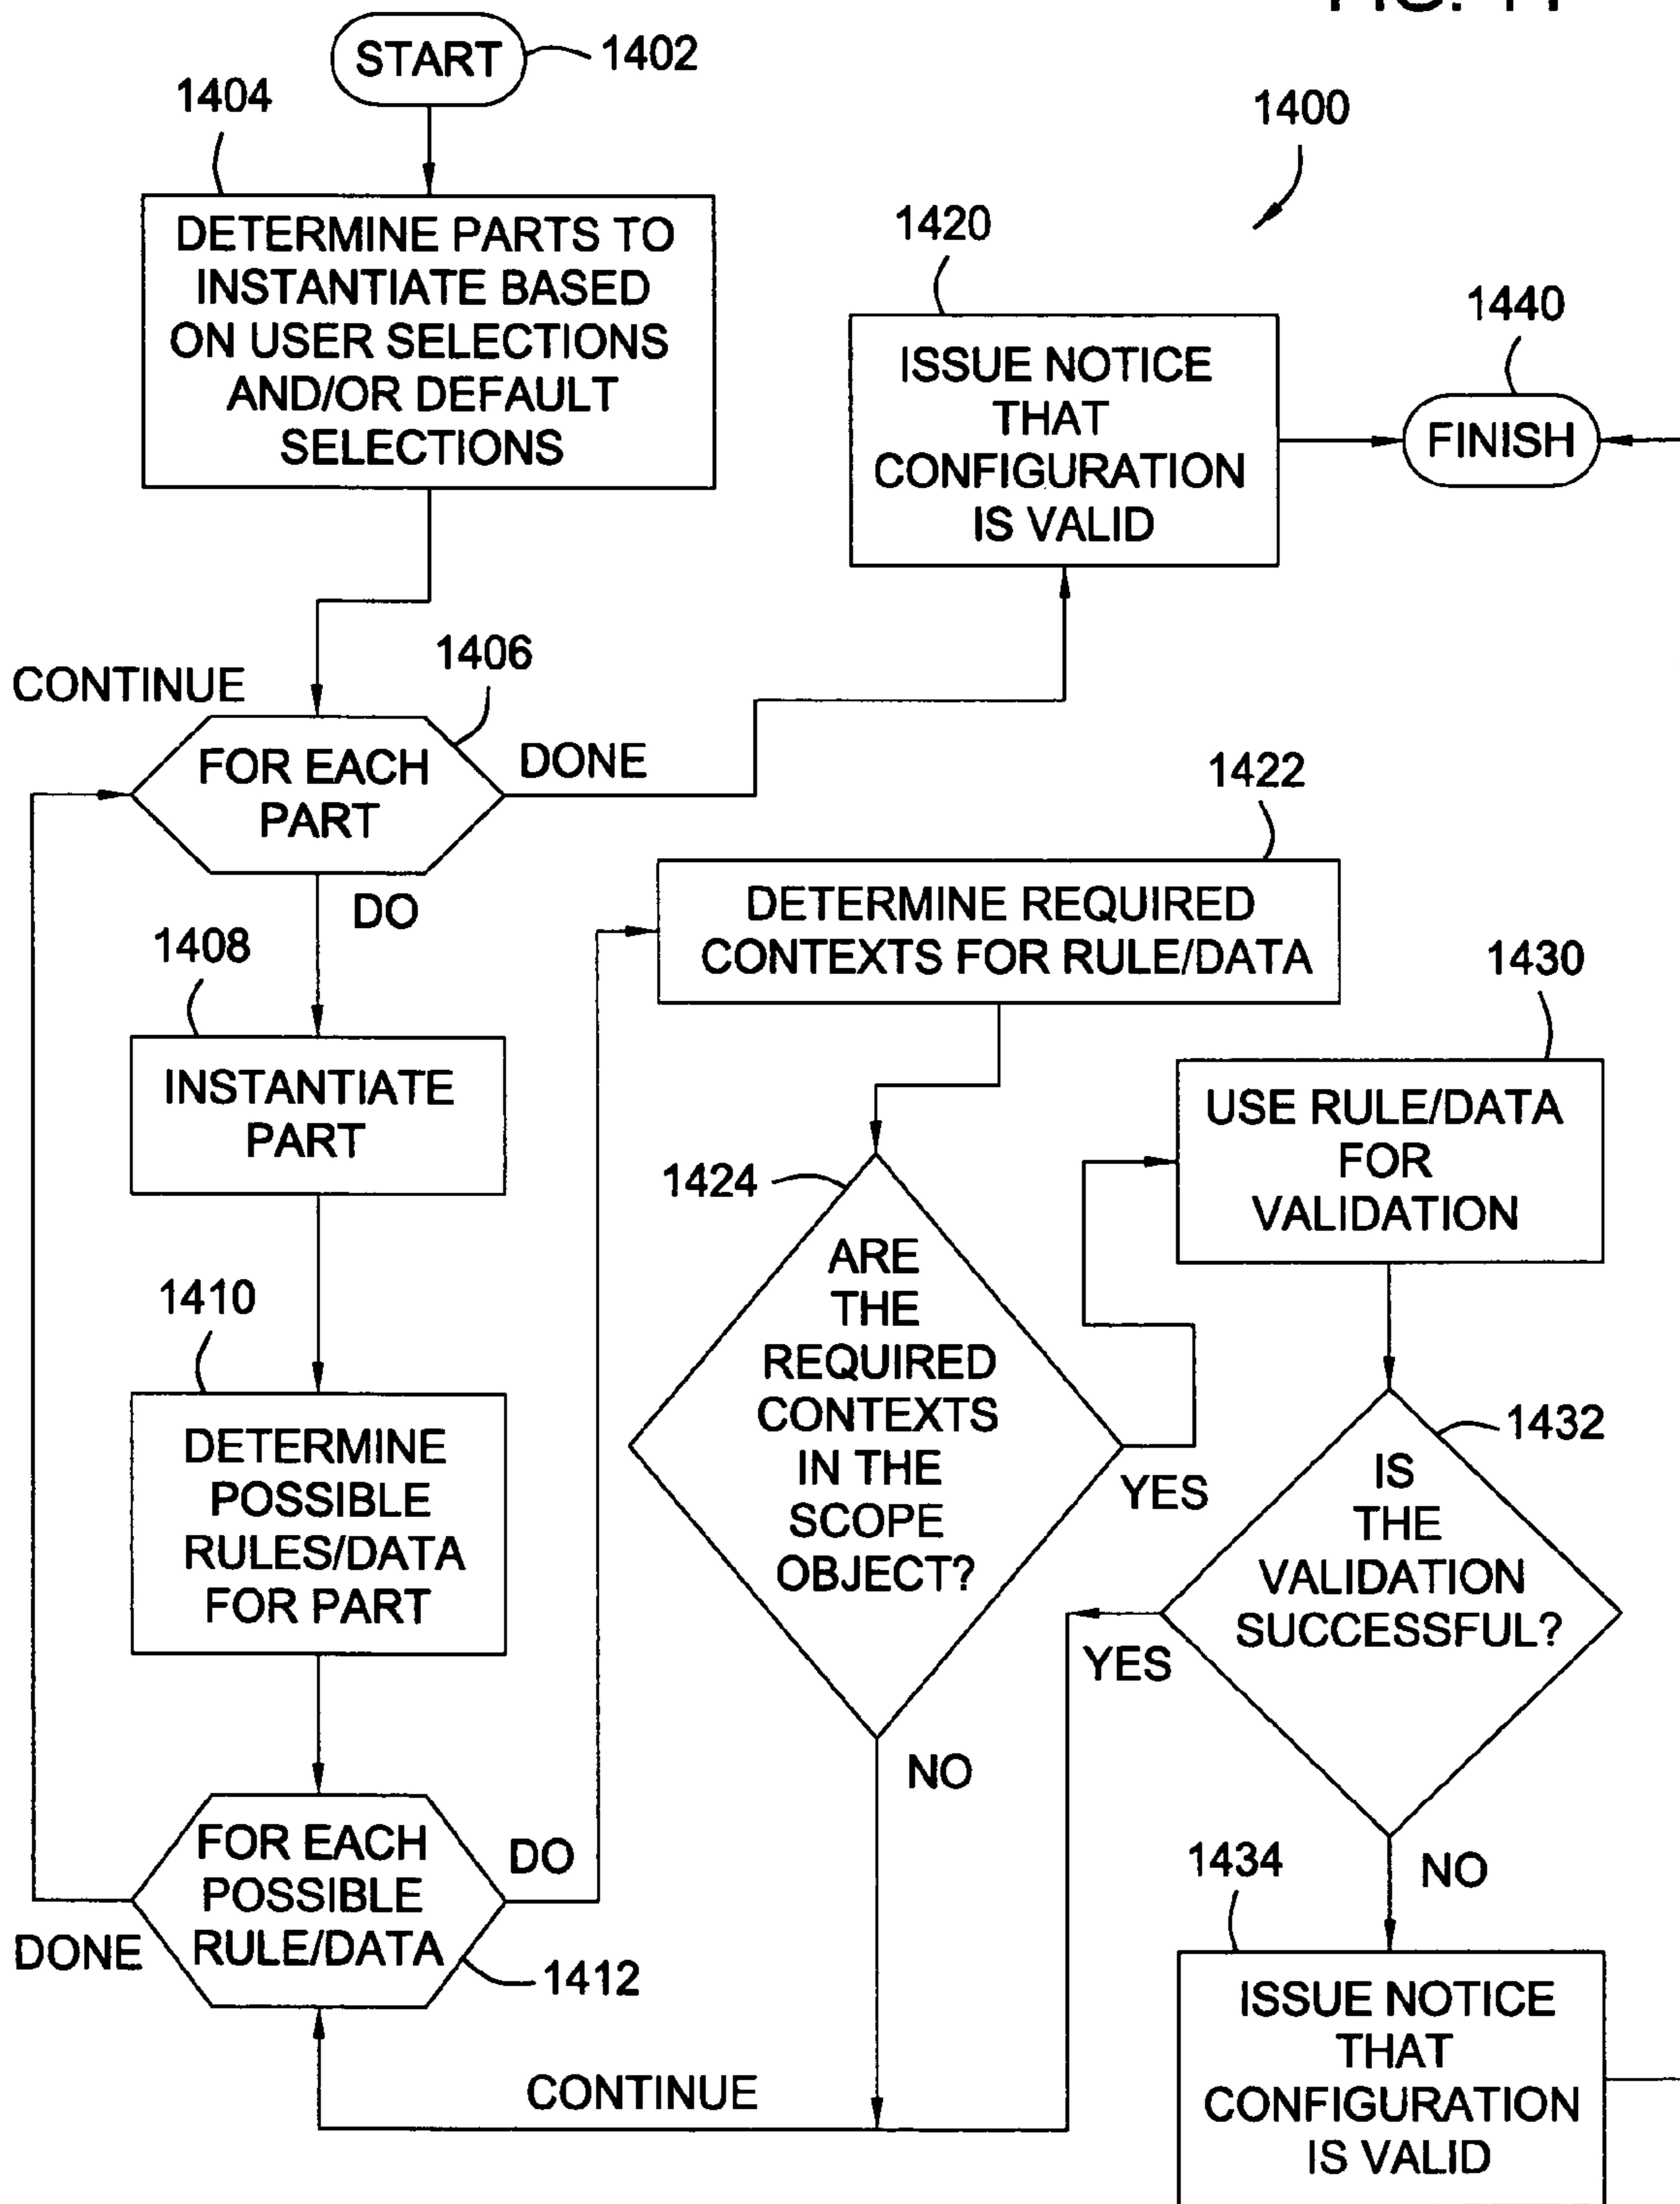 START
1402
1404
1400
DETERMINE PARTS TO
INSTANTIATE BASED
ON USER SELECTIONS
AND/OR DEFAULT
SELECTIONS
1420
ISSUE NOTICE
THAT
CONFIGURATION
IS VALID
1440
FINISH
CONTINUE
1406
FOR EACH
PART
DONE
DO
1408
INSTANTIATE
PART
1410
DETERMINE
POSSIBLE
RULES/DATA
FOR PART
FOR EACH
POSSIBLE
RULE/DATA
DO
DONE
1412
CONTINUE
1422
DETERMINE REQUIRED
CONTEXTS FOR RULE/DATA
1424
ARE
THE
REQUIRED
CONTEXTS
IN THE
SCOPE
OBJECT?
YES
NO
1430
USE RULE/DATA
FOR
VALIDATION
1432
IS
THE
VALIDATION
SUCCESSFUL?
YES
NO
1434
ISSUE NOTICE
THAT
CONFIGURATION
IS VALID